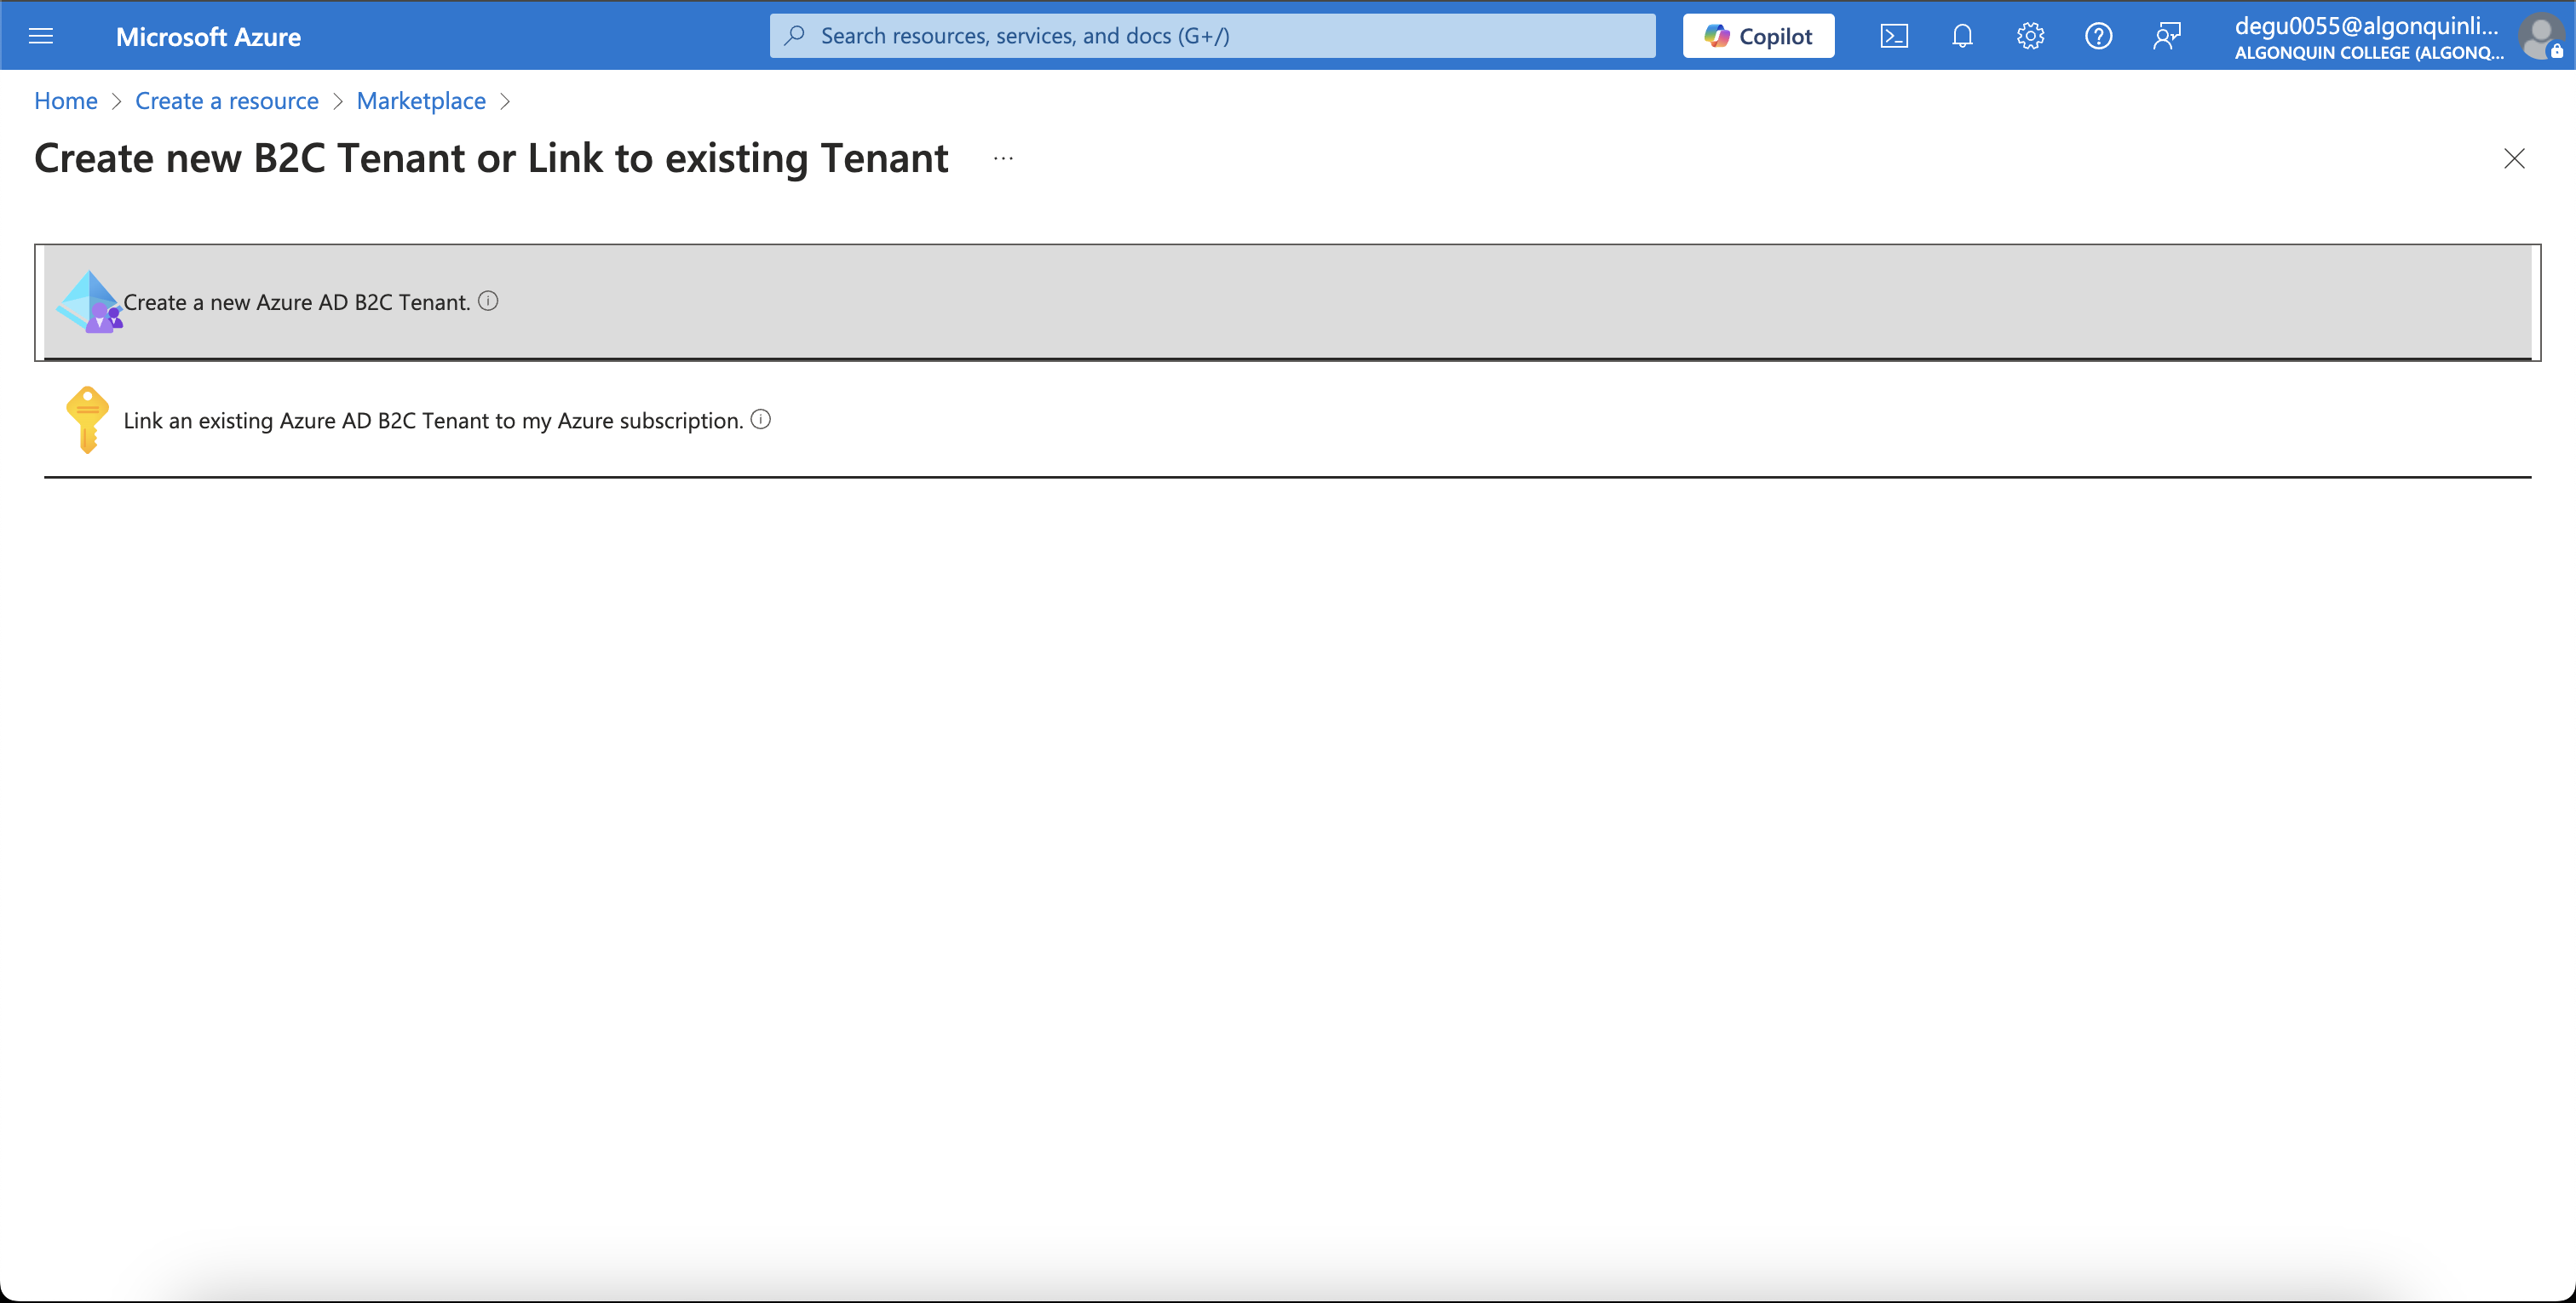 Microsoft Azure
Search resources, services, and docs (G+/)
Copilot
degu0055@algonquinli...
ALGONQUIN COLLEGE (ALGONQ...
Home > Create a resource > Marketplace >
Create new B2C Tenant or Link to existing Tenant ...
Create a new Azure AD B2C Tenant.
Link an existing Azure AD B2C Tenant to my Azure subscription.